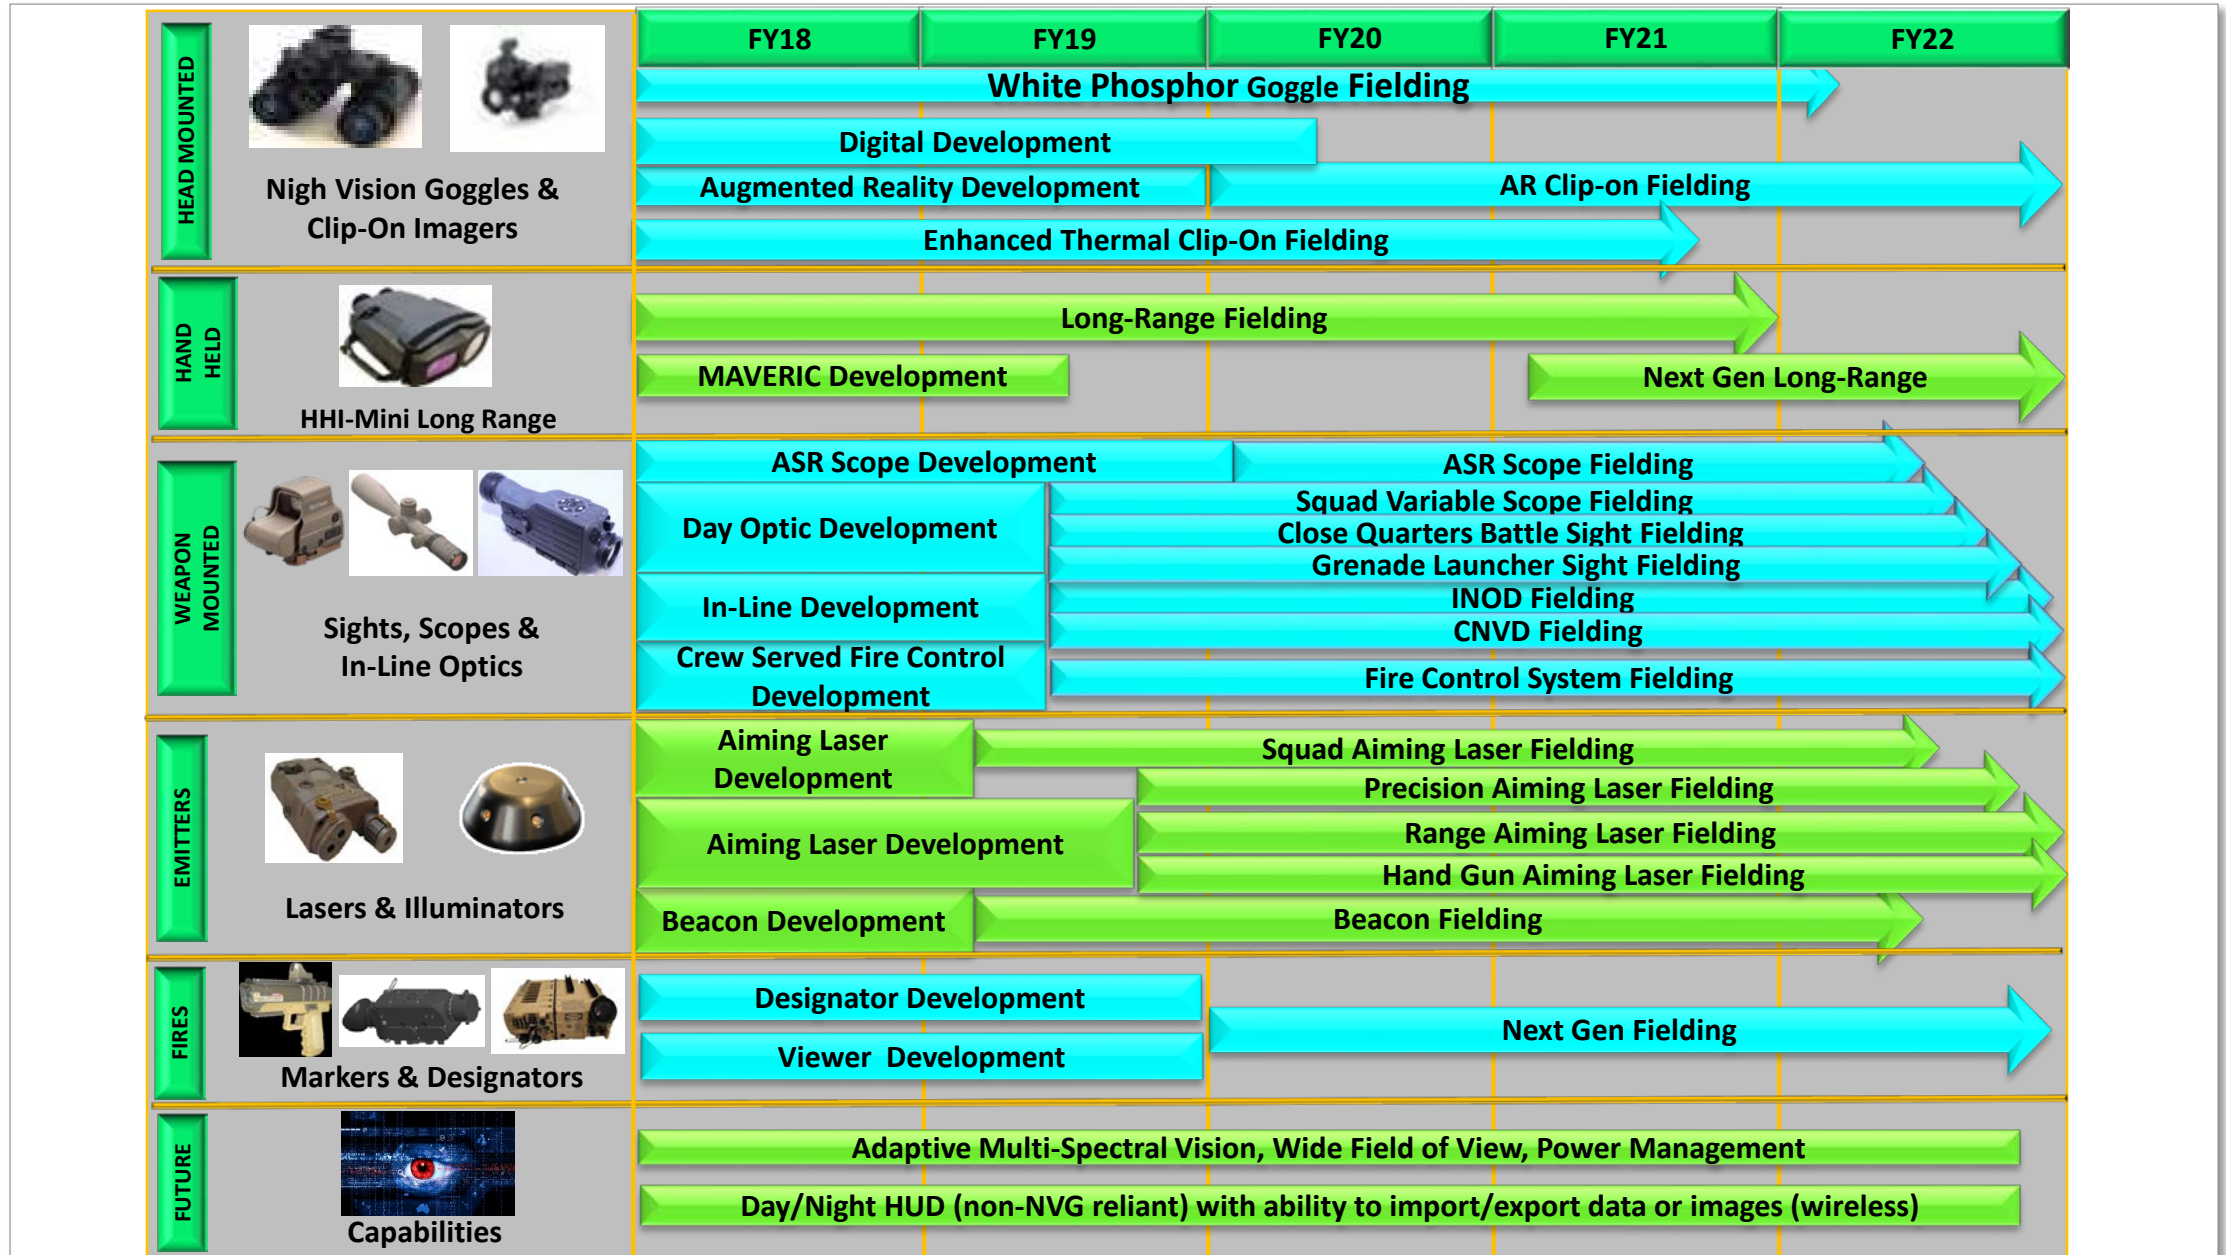 FY18
FY19
FY20
FY21
FY22
HEAD MOUNTED
Nigh Vision Goggles &
Clip-On Imagers
White Phosphor Goggle Fielding
Digital Development
Augmented Reality Development
AR Clip-on Fielding
Enhanced Thermal Clip-On Fielding
HAND
HELD
HHI-Mini Long Range
Long-Range Fielding
MAVERIC Development
Next Gen Long-Range
WEAPON
MOUNTED
Sights, Scopes &
In-Line Optics
ASR Scope Development
ASR Scope Fielding
Day Optic Development
Squad Variable Scope Fielding
Close Quarters Battle Sight Fielding
Grenade Launcher Sight Fielding
In-Line Development
INOD Fielding
CNVD Fielding
Crew Served Fire Control
Development
Fire Control System Fielding
EMITTERS
Lasers & Illuminators
Aiming Laser
Development
Squad Aiming Laser Fielding
Precision Aiming Laser Fielding
Aiming Laser Development
Range Aiming Laser Fielding
Hand Gun Aiming Laser Fielding
Beacon Development
Beacon Fielding
FIRES
Markers & Designators
Designator Development
Viewer Development
Next Gen Fielding
FUTURE
Capabilities
Adaptive Multi-Spectral Vision, Wide Field of View, Power Management
Day/Night HUD (non-NVG reliant) with ability to import/export data or images (wireless)